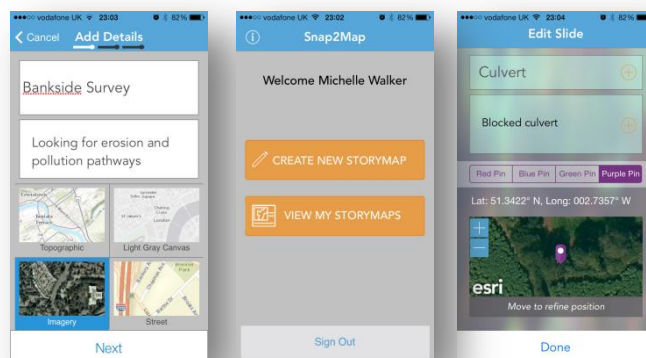 vodafone UK 23:03 82%
Cancel Add Details
Bankside Survey
Looking for erosion and
pollution pathways
Topographic Light Gray Canvas
Imagery Street
Next
vodafone UK 23:02 82%
Snap2Map
Welcome Michelle Walker
CREATE NEW STORYMAP
VIEW MY STORYMAPS
Sign Out
vodafone UK 23:04 82%
Edit Slide
Culvert
Blocked culvert
Red Pin Blue Pin Green Pin Purple Pin
Lat: 51.3422° N, Long: 002.7357° W
esri
Move to refine position
Done